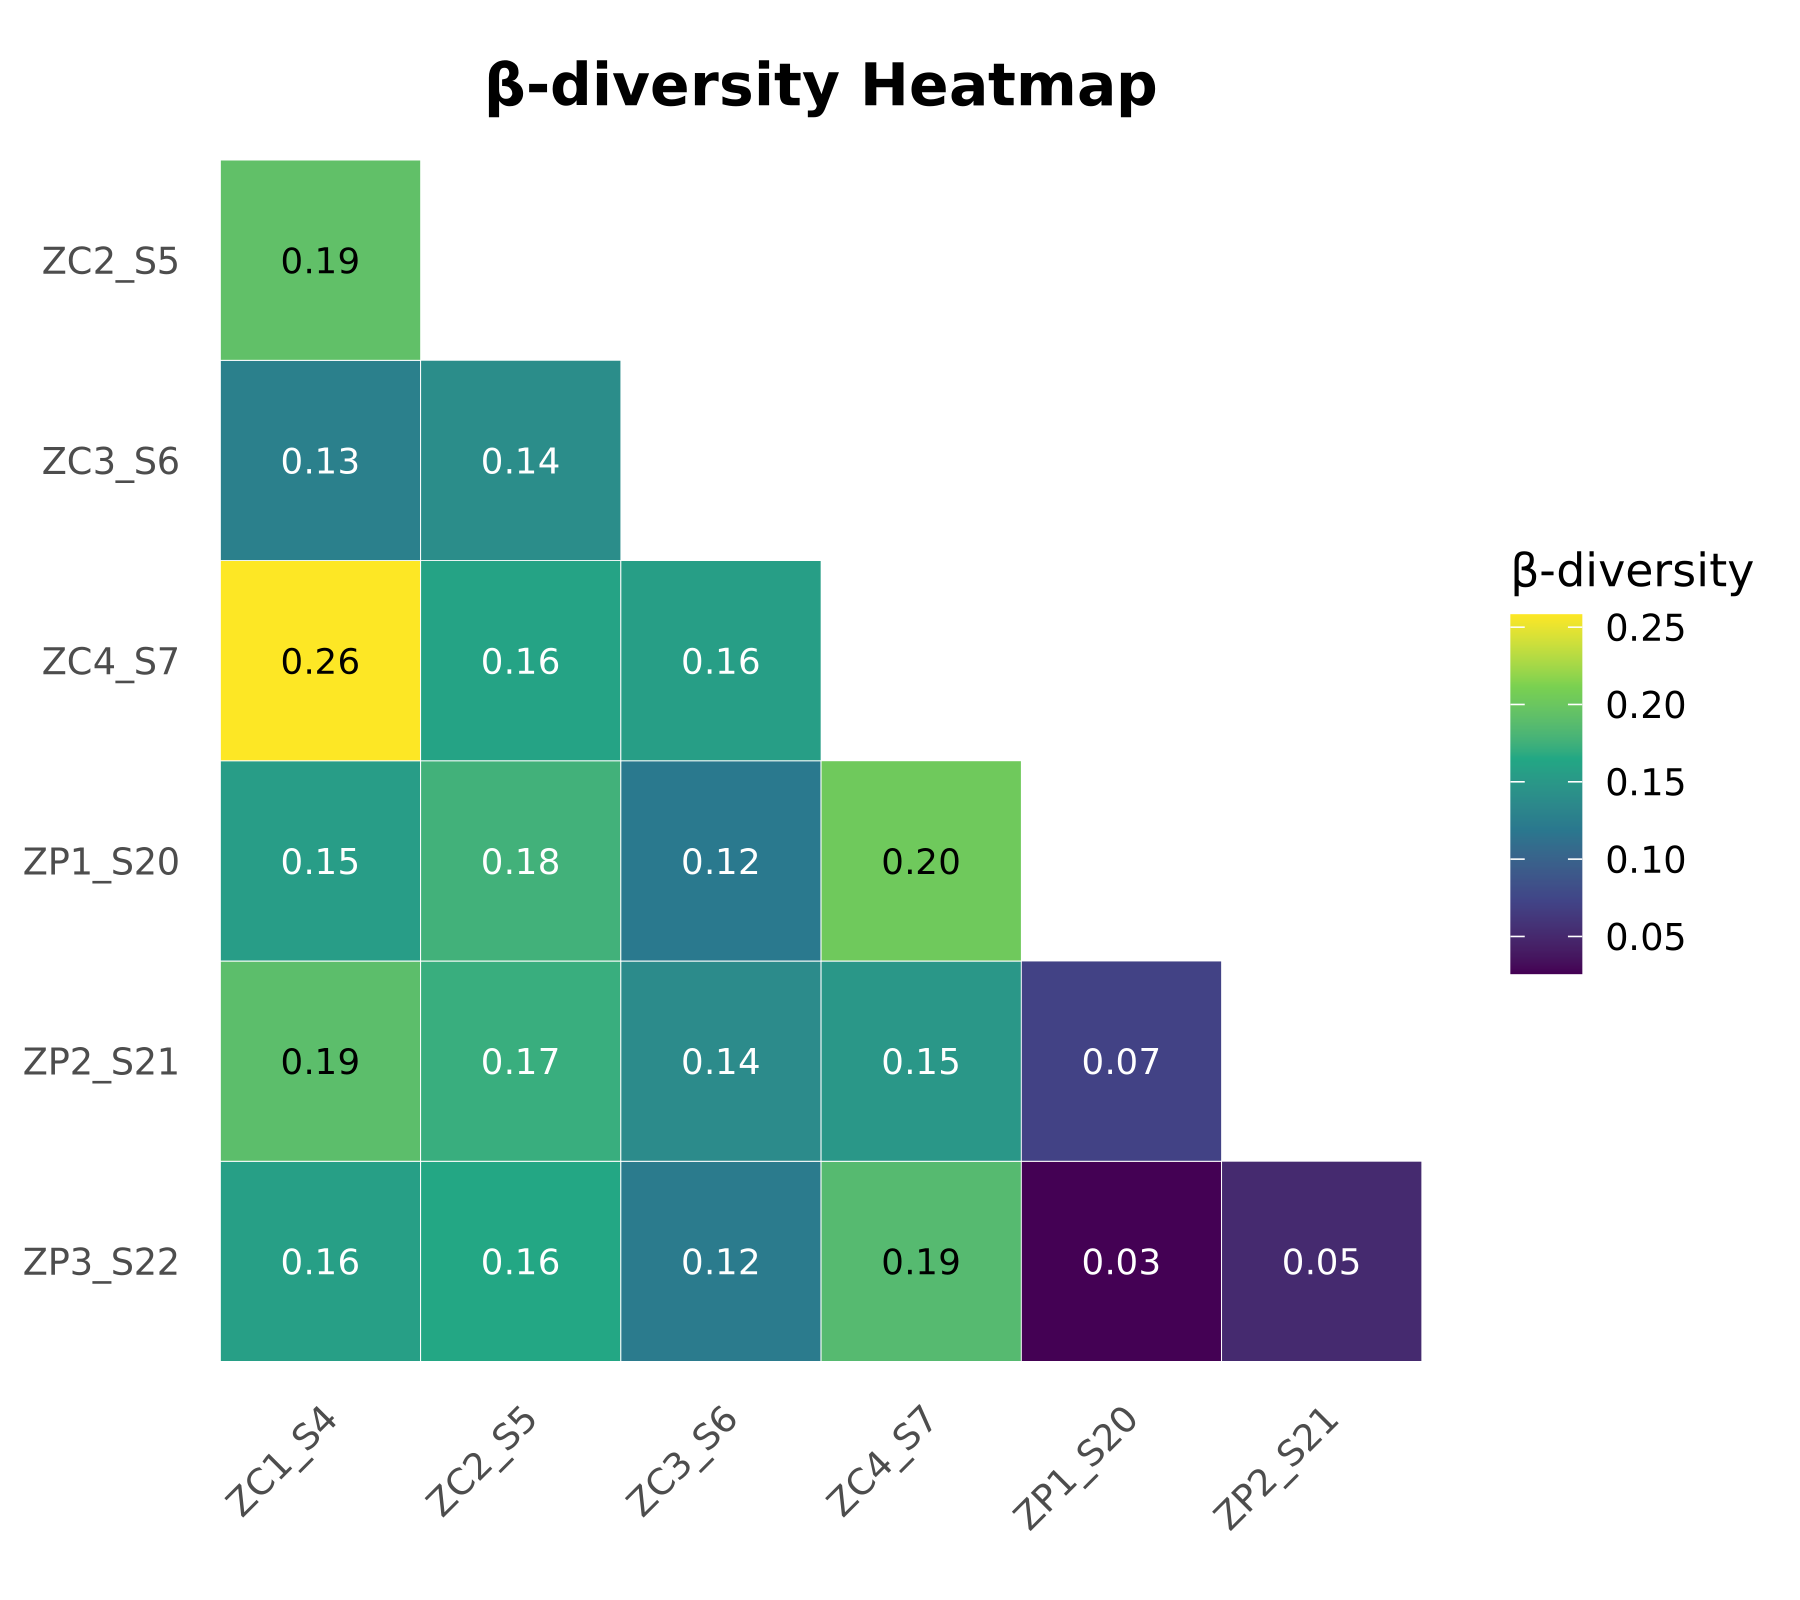 β-diversity Heatmap
ZC2_S5 0.19
ZC3_S6 0.13 0.14
ZC4_S7 0.26 0.16 0.16
ZP1_S20 0.15 0.18 0.12 0.20
ZP2_S21 0.19 0.17 0.14 0.15 0.07
ZP3_S22 0.16 0.16 0.12 0.19 0.03 0.05
ZC1_S4 ZC2_S5 ZC3_S6 ZC4_S7 ZP1_S20 ZP2_S21
β-diversity
0.25
0.20
0.15
0.10
0.05